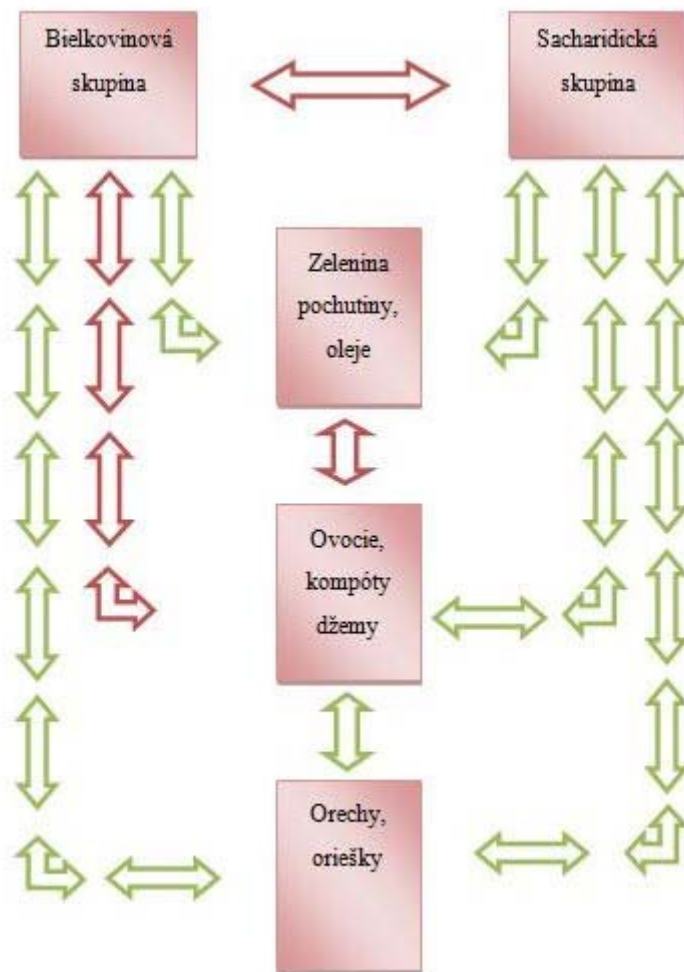 Bielkovinová
skupina
Sacharidická
skupina
Zelenina
pochutiny,
oleje
Ovocie,
kompóty
džemy
Orechy,
oriešky